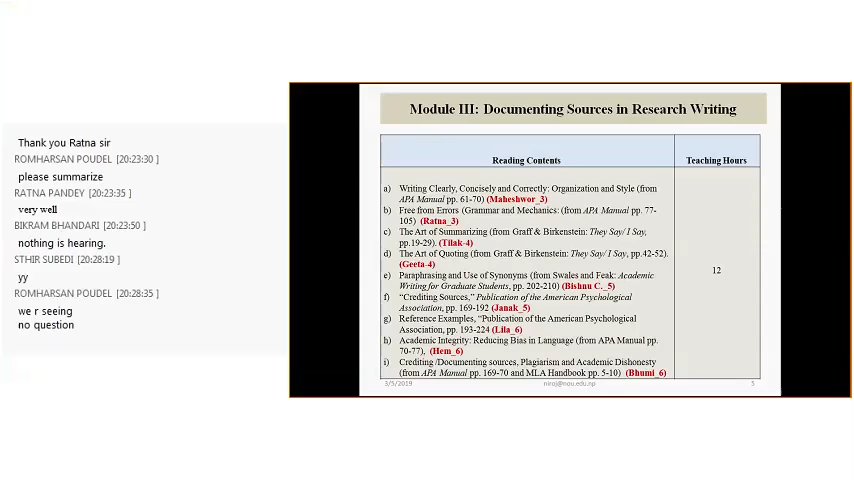 Thank you Ratna sir
ROMHARSAN POUDEL [20:23:30 ]
please summarize
RATNA PANDEY [20:23:35 ]
very well
BIKRAM BHANDARI [20:23:50 ]
nothing is hearing.
STHIR SUBEDI [20:28:19 ]
yy
ROMHARSAN POUDEL [20:28:35 ]
we r seeing
no question
Module III: Documenting Sources in Research Writing
Reading Contents
Teaching Hours
a) Writing Clearly, Concisely and Correctly: Organization and Style (from
APA Manual pp. 61-70) (Maheshwor_3)
b) Free from Errors (Grammar and Mechanics: (from APA Manual pp. 77-
105) (Ratna_3)
c) The Art of Summarizing (from Graff & Birkenstein: They Say/ I Say,
pp.19-29). (Tilak-4)
d) The Art of Quoting (from Graff & Birkenstein: They Say/ I Say, pp.42-52).
(Geeta-4)
e) Paraphrasing and Use of Synonyms (from Swales and Feak: Academic
Writing for Graduate Students, pp. 202-210) (Bishnu C._5)
f) “Crediting Sources,” Publication of the American Psychological
Association, pp. 169-192 (Janak_5)
g) Reference Examples, “Publication of the American Psychological
Association, pp. 193-224 (Lila_6)
h) Academic Integrity: Reducing Bias in Language (from APA Manual pp.
70-77), (Hem_6)
i) Crediting /Documenting sources, Plagiarism and Academic Dishonesty
(from APA Manual pp. 169-70 and MLA Handbook pp. 5-10) (Bhumi_6)
12
3/5/2019
niroj@nou.edu.np
5